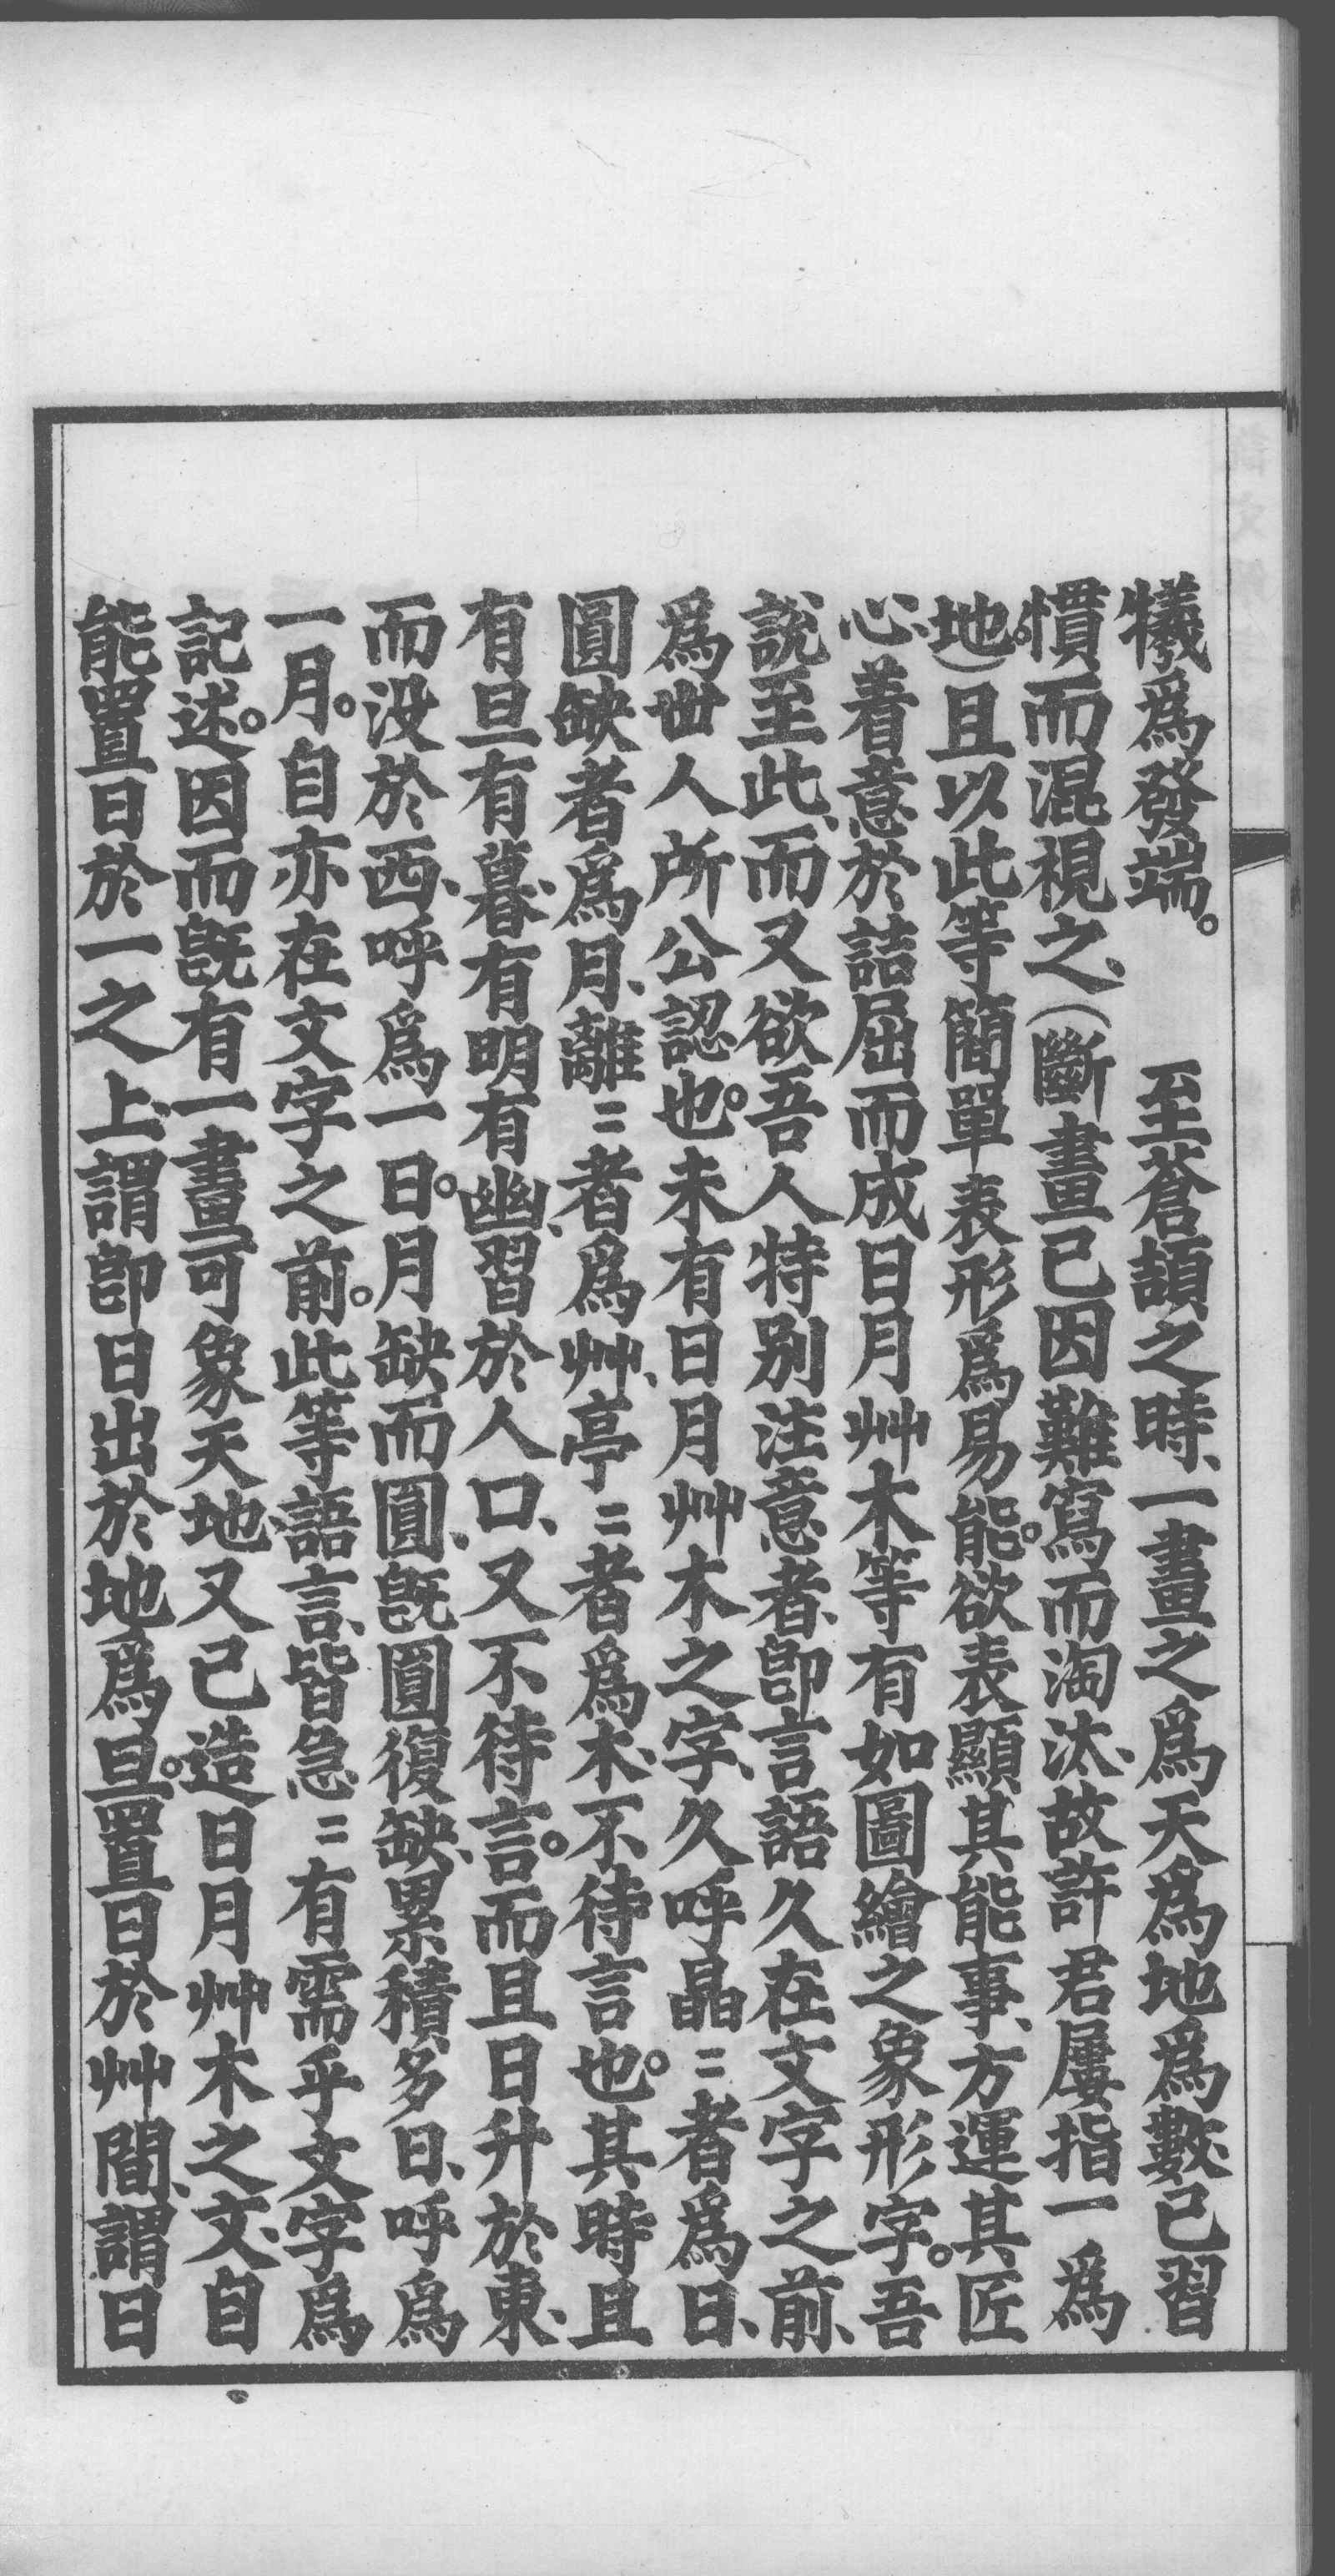 犧爲發端。　至蒼頡之時、一畫之爲天爲地爲數、已習
慣而混視之、（斷畫已因難寫而淘汰、故許君屢指一爲
地。）且以此等簡單表形爲易能。欲表顯其能事、方運其匠
心、着意於詰屈而成日月艸木等有如圖繪之象形字。吾
說至此、而又欲吾人特別注意者、卽言語久在文字之前、
爲丗人所公認也。未有日月艸木之字、久呼晶〻者爲日、
圓缺者爲月、離〻者爲艸、亭〻者爲木、不待言也。其時且
有旦有暮、有明有幽、習於人口、又不待言。而且日升於東、
而没於西、呼爲一日。月缺而圓、旣圓復缺、累積多日、呼爲
一月。自亦在文字之前。此等語言、皆急〻有需乎文字爲
記述。因而旣有一畫可象天地、又已造日月艸木之文、自
能置日於一之上、謂卽日出於地爲旦。置日於艸間、謂日